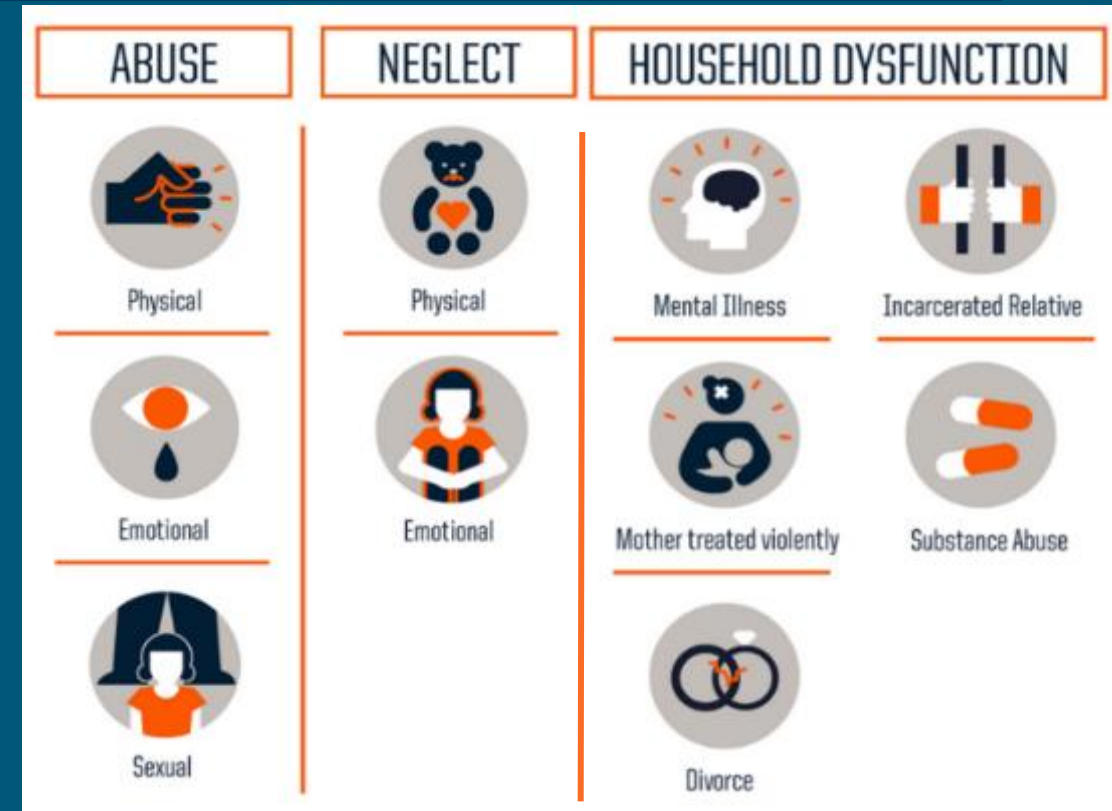 ABUSE
Physical
Emotional
Sexual
NEGLECT
Physical
Emotional
HOUSEHOLD DYSFUNCTION
Mental Illness
Incarcerated Relative
Mother treated violently
Substance Abuse
Divorce